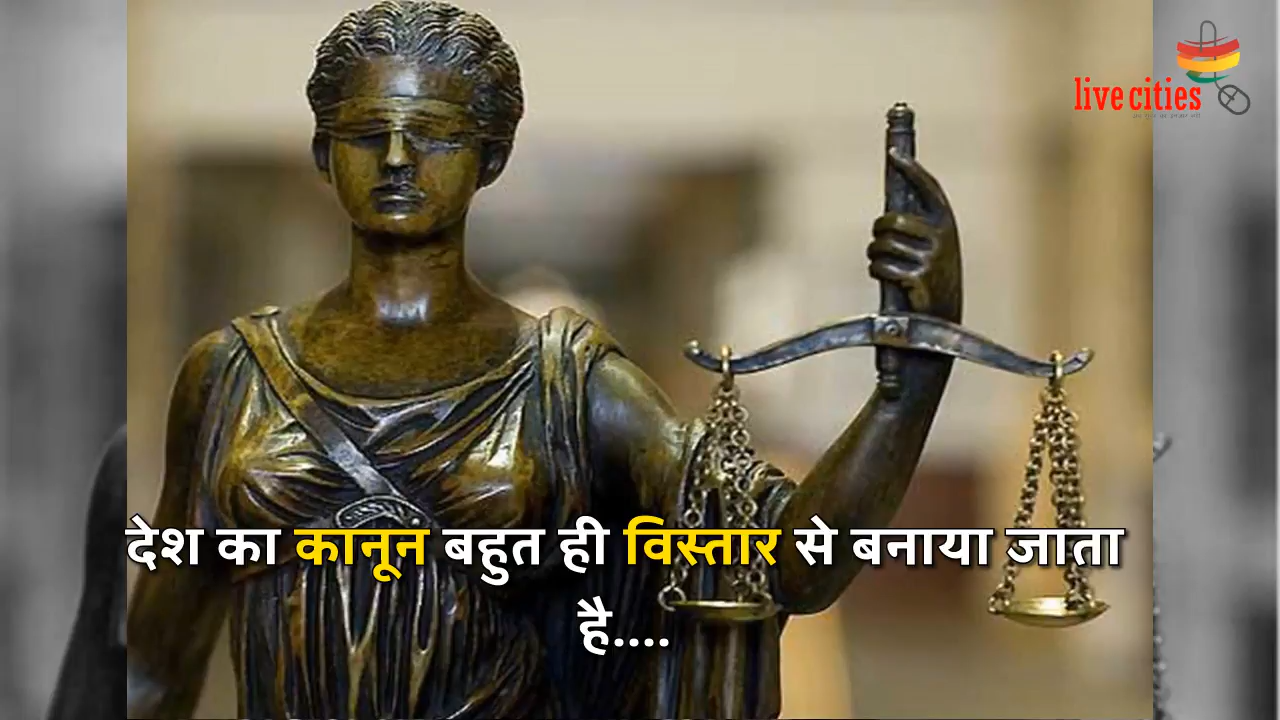 live cities
देश का कानून बहुत ही विस्तार से बनाया जाता
है....